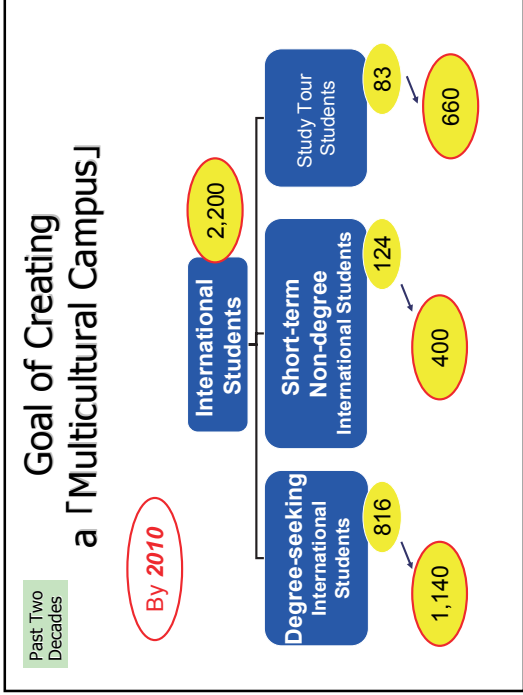 Past Two
Decades
Goal of Creating
a「Multicultural Campus」
By 2010
International
Students
2,200
Degree-seeking
International
Students
816
1,140
Short-term
Non-degree
International Students
124
400
Study Tour
Students
83
660